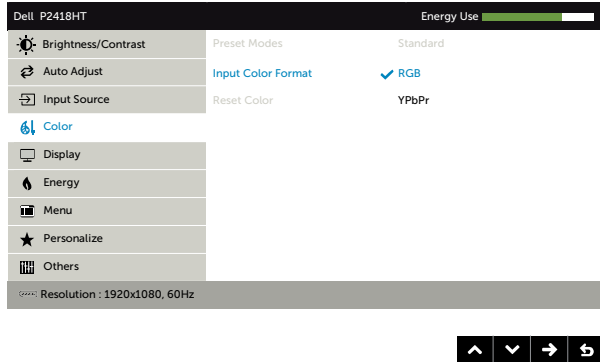 Dell P2418HT Energy Use
Brightness/Contrast Preset Modes Standard
Auto Adjust Input Color Format RGB
Input Source Reset Color YPbPr
Color
Display
Energy
Menu
Personalize
Others
Resolution : 1920x1080, 60Hz